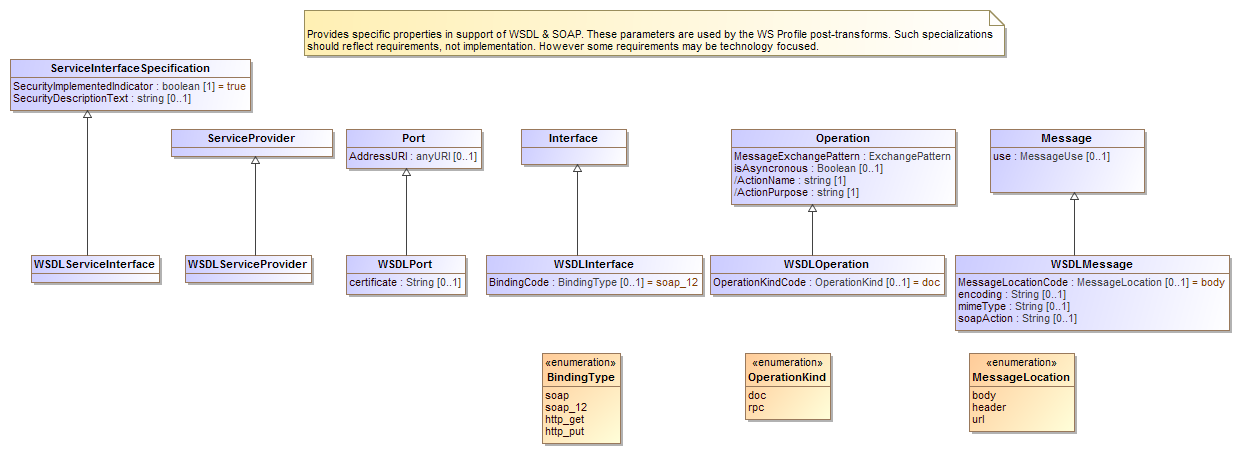 Provides specific properties in support of WSDL & SOAP. These parameters are used by the WS Profile post-transforms. Such specializations
should reflect requirements, not implementation. However some requirements may be technology focused.
ServiceInterfaceSpecification
SecurityImplementedIndicator : boolean [1] = true
SecurityDescriptionText : string [0..1]
ServiceProvider
Port
AddressURI : anyURI [0..1]
Interface
Operation
MessageExchangePattern : ExchangePattern
isAsyncronous : Boolean [0..1]
/ActionName : string [1]
/ActionPurpose : string [1]
Message
use : MessageUse [0..1]
WSDLServiceInterface
WSDLServiceProvider
WSDLPort
certificate : String [0..1]
WSDLInterface
BindingCode : BindingType [0..1] = soap_12
WSDLOperation
OperationKindCode : OperationKind [0..1] = doc
WSDLMessage
MessageLocationCode : MessageLocation [0..1] = body
encoding : String [0..1]
mimeType : String [0..1]
soapAction : String [0..1]
«enumeration»
BindingType
soap
soap_12
http_get
http_put
«enumeration»
OperationKind
doc
rpc
«enumeration»
MessageLocation
body
header
url